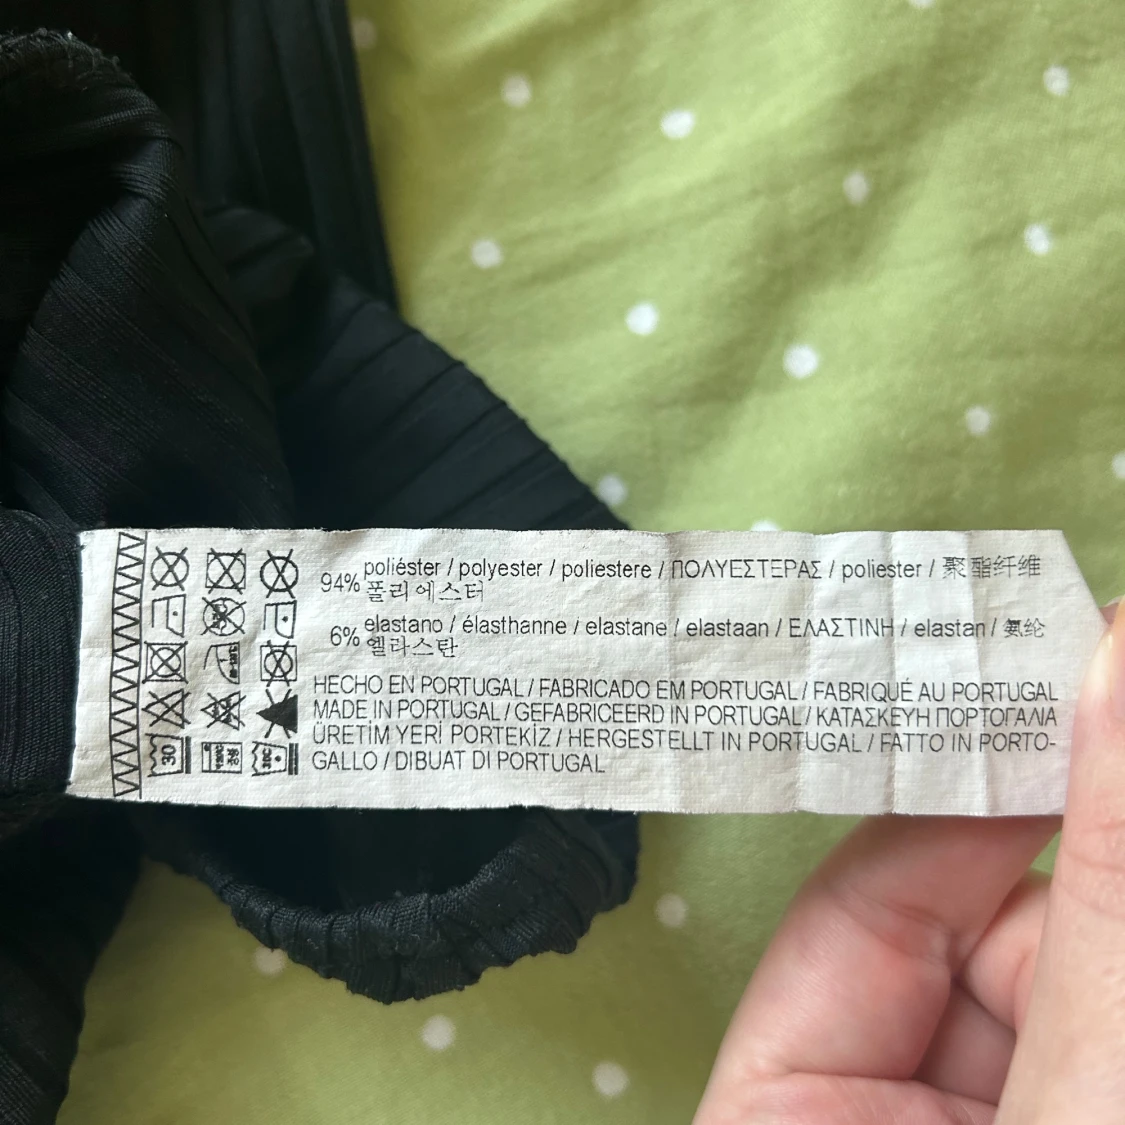 94% poliéster / polyester / poliestere / ΠΟΛΥΕΣΤΕΡΑΣ / poliester / 聚酯纤维
폴리에스터
6% elastano / élasthanne / elastane / elastaan / ΕΛΑΣΤΙΝΗ / elastan / 氨纶
엘라스탄
HECHO EN PORTUGAL / FABRICADO EM PORTUGAL / FABRIQUÉ AU PORTUGAL
MADE IN PORTUGAL / GEFABRICEERD IN PORTUGAL / ΚΑΤΑΣΚΕΥΗ ΠΟΡΤΟΓΑΛΙΑ
ÜRETİM YERİ PORTEKİZ / HERGESTELLT IN PORTUGAL / FATTO IN PORTO-
GALLO / DIBUAT DI PORTUGAL
30